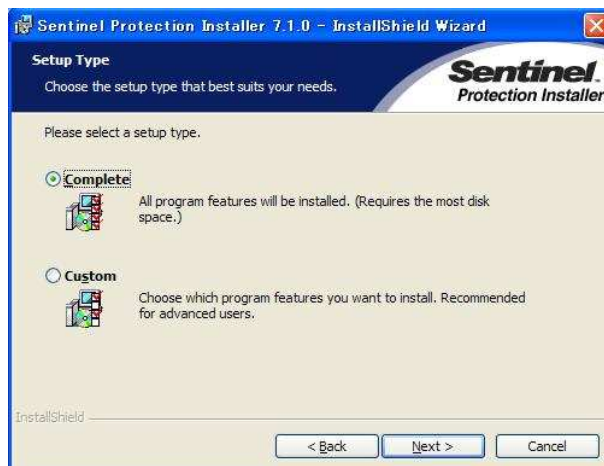 Sentinel Protection Installer 7.1.0 - InstallShield Wizard
Setup Type
Choose the setup type that best suits your needs.
Sentinel.
Protection Installer
Please select a setup type.
Complete
All program features will be installed. (Requires the most disk
space.)
Custom
Choose which program features you want to install. Recommended
for advanced users.
InstallShield
< Back
Next >
Cancel